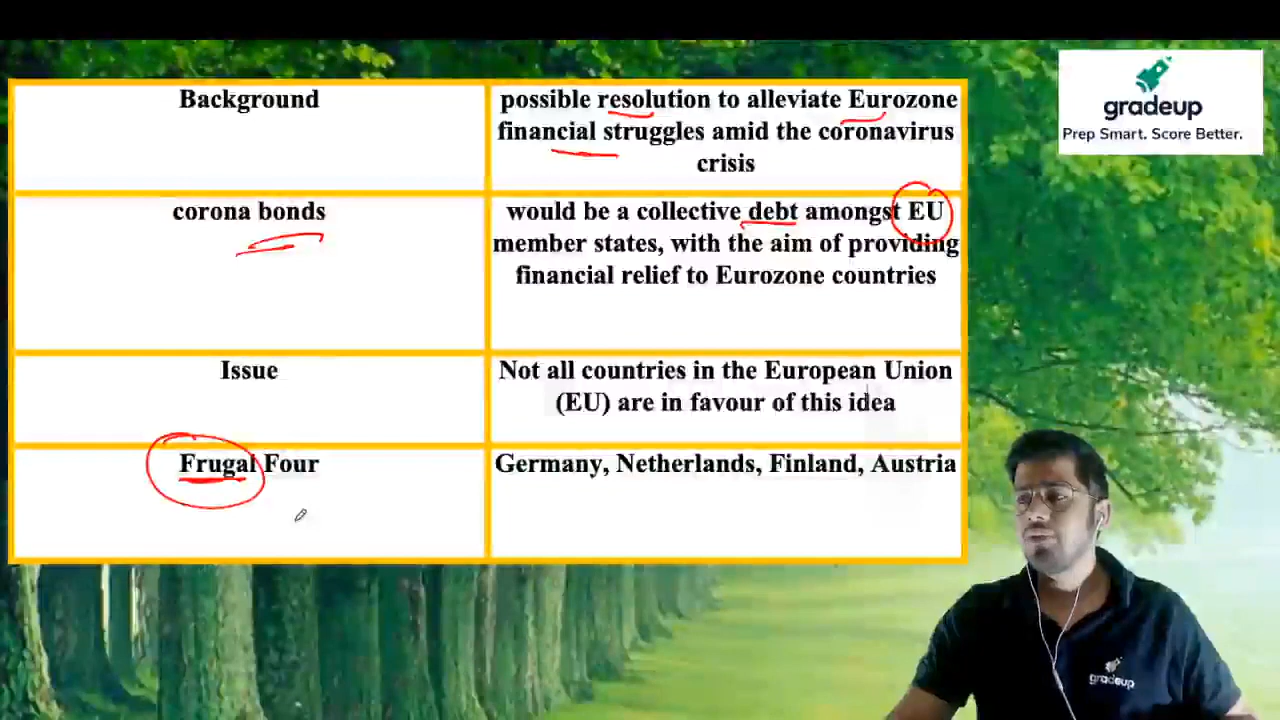 Background
possible resolution to alleviate Eurozone
financial struggles amid the coronavirus
crisis
corona bonds
would be a collective debt amongst EU
member states, with the aim of providing
financial relief to Eurozone countries
Issue
Not all countries in the European Union
(EU) are in favour of this idea
Frugal Four
Germany, Netherlands, Finland, Austria
gradeup
Prep Smart. Score Better.
gradeup